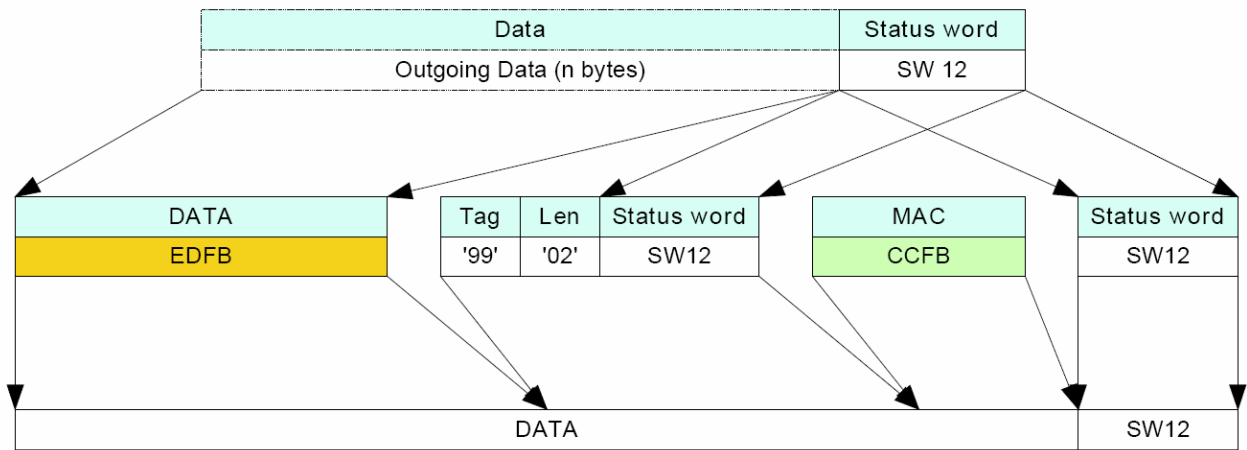 Data Status word
Outgoing Data (n bytes) SW 12
DATA Tag Len Status word MAC Status word
EDFB '99' '02' SW12 CCFB SW12
DATA SW12